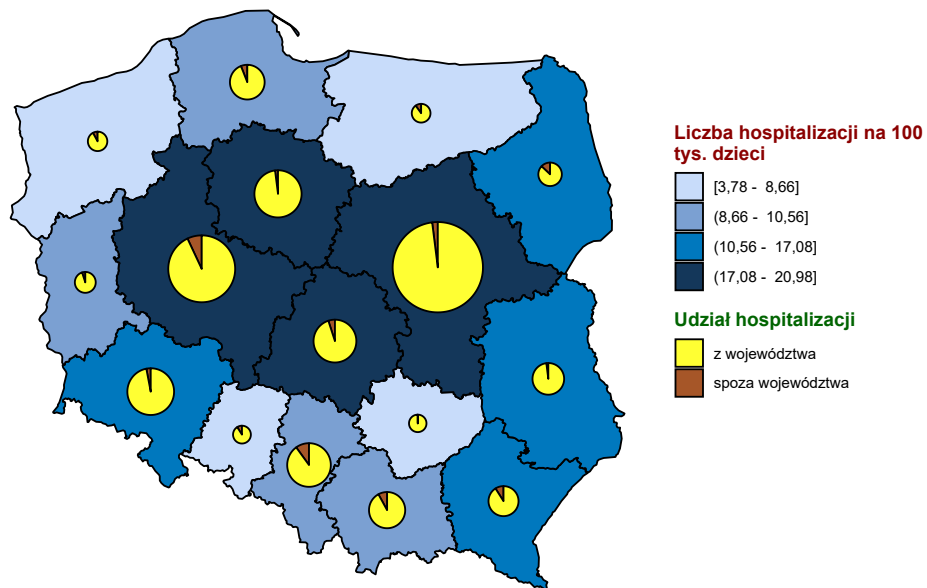 Liczba hospitalizacji na 100
tys. dzieci
[3,78 - 8,66]
(8,66 - 10,56]
(10,56 - 17,08]
(17,08 - 20,98]
Udział hospitalizacji
z województwa
spoza województwa